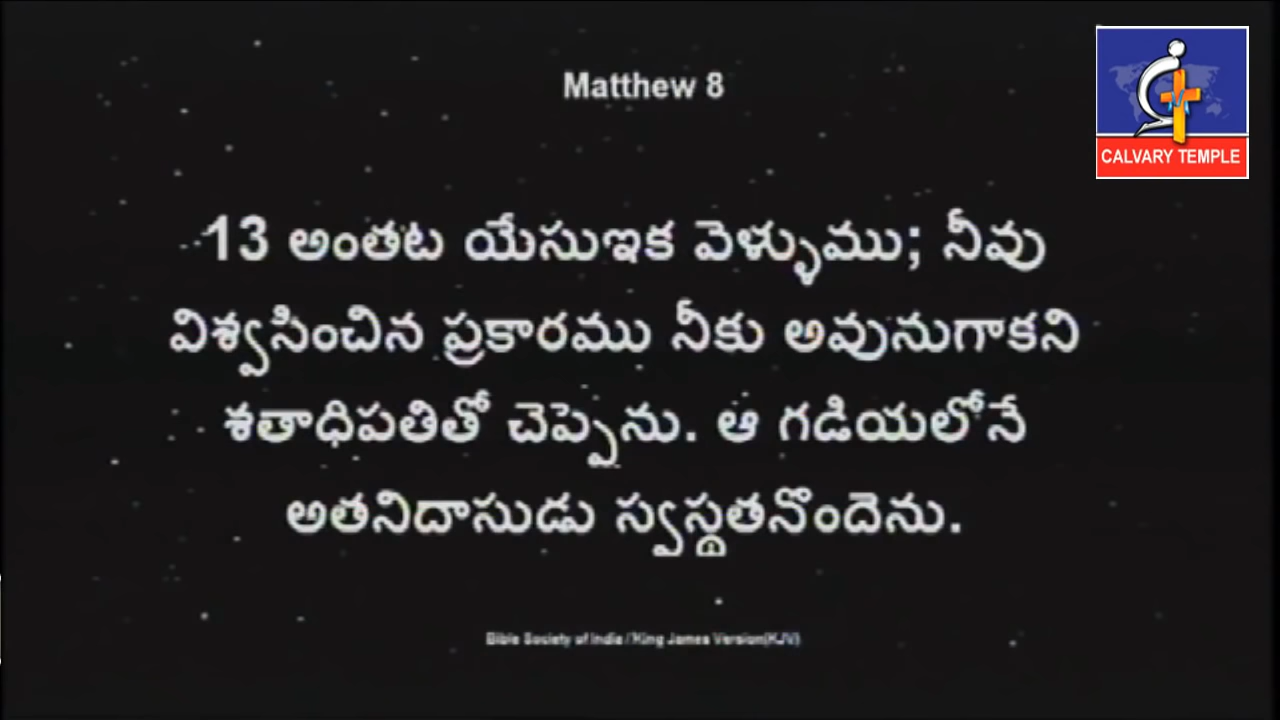 Matthew 8
CALVARY TEMPLE
13 అంతట యేసుఇక వెళ్ళుము; నీవు
విశ్వసించిన ప్రకారము నీకు అవునుగాకని
శతాధిపతితో చెప్పెను. ఆ గడియలోనే
అతనిదాసుడు స్వస్థతనొందెను.
Bible Society of India / King James Version(KJV)